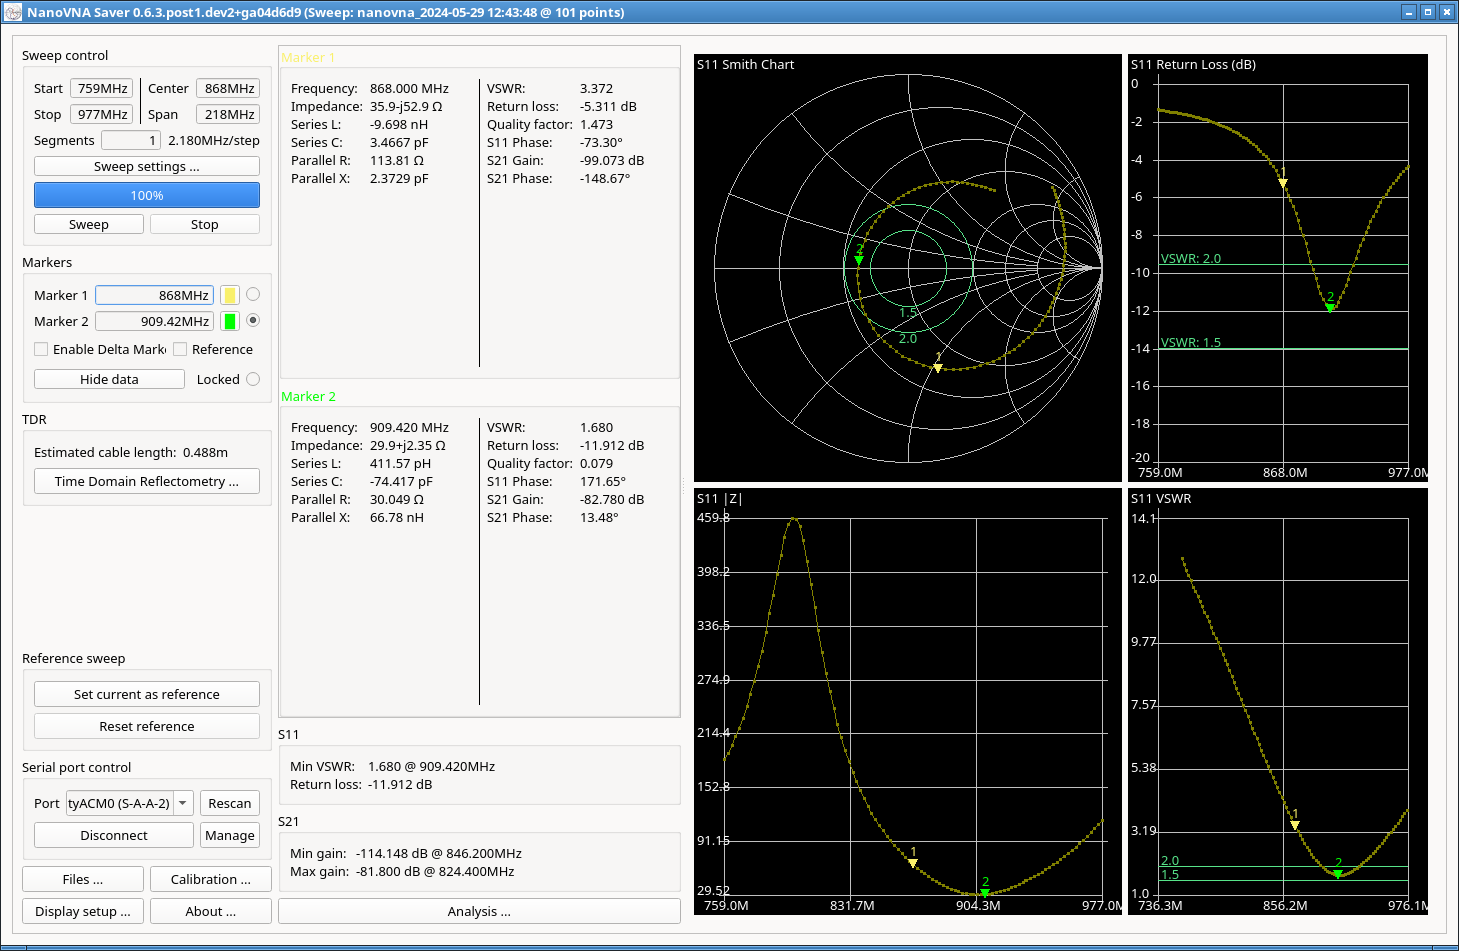 NanoVNA Saver 0.6.3.post1.dev2+ga04d6d9 (Sweep: nanovna_2024-05-29 12:43:48 @ 101 points)
Sweep control
Start 759MHz Center 868MHz
Stop 977MHz Span 218MHz
Segments 1 2.180MHz/step
Sweep settings ...
100%
Sweep Stop
Markers
Marker 1 868MHz
Marker 2 909.42MHz
Enable Delta Mark Reference
Hide data Locked
TDR
Estimated cable length: 0.488m
Time Domain Reflectometry ...
Reference sweep
Set current as reference
Reset reference
Serial port control
Port tyACM0 (S-A-A-2) Rescan
Disconnect Manage
Files ... Calibration ...
Display setup ... About ...
Marker 1
Frequency: 868.000 MHz
Impedance: 35.9-j52.9 Ω
Series L: -9.698 nH
Series C: 3.4667 pF
Parallel R: 113.81 Ω
Parallel X: 2.3729 pF
VSWR: 3.372
Return loss: -5.311 dB
Quality factor: 1.473
S11 Phase: -73.30°
S21 Gain: -99.073 dB
S21 Phase: -148.67°
Marker 2
Frequency: 909.420 MHz
Impedance: 29.9+j2.35 Ω
Series L: 411.57 pH
Series C: -74.417 pF
Parallel R: 30.049 Ω
Parallel X: 66.78 nH
VSWR: 1.680
Return loss: -11.912 dB
Quality factor: 0.079
S11 Phase: 171.65°
S21 Gain: -82.780 dB
S21 Phase: 13.48°
S11
Min VSWR: 1.680 @ 909.420MHz
Return loss: -11.912 dB
S21
Min gain: -114.148 dB @ 846.200MHz
Max gain: -81.800 dB @ 824.400MHz
Analysis ...
S11 Smith Chart
2
1.5
2.0
1
S11 Return Loss (dB)
0
-2
-4
1
-6
-8
VSWR: 2.0
-10
2
-12
VSWR: 1.5
-14
-16
-18
-20
759.0M 868.0M 977.0M
S11 |Z|
459.8
398.2
336.5
274.9
214.4
152.8
91.15
1
2
29.52
759.0M 831.7M 904.3M 977.0M
S11 VSWR
14.1
12.0
9.77
7.57
5.38
1
3.19
2.0
2
1.5
1.0
736.3M 856.2M 976.1M